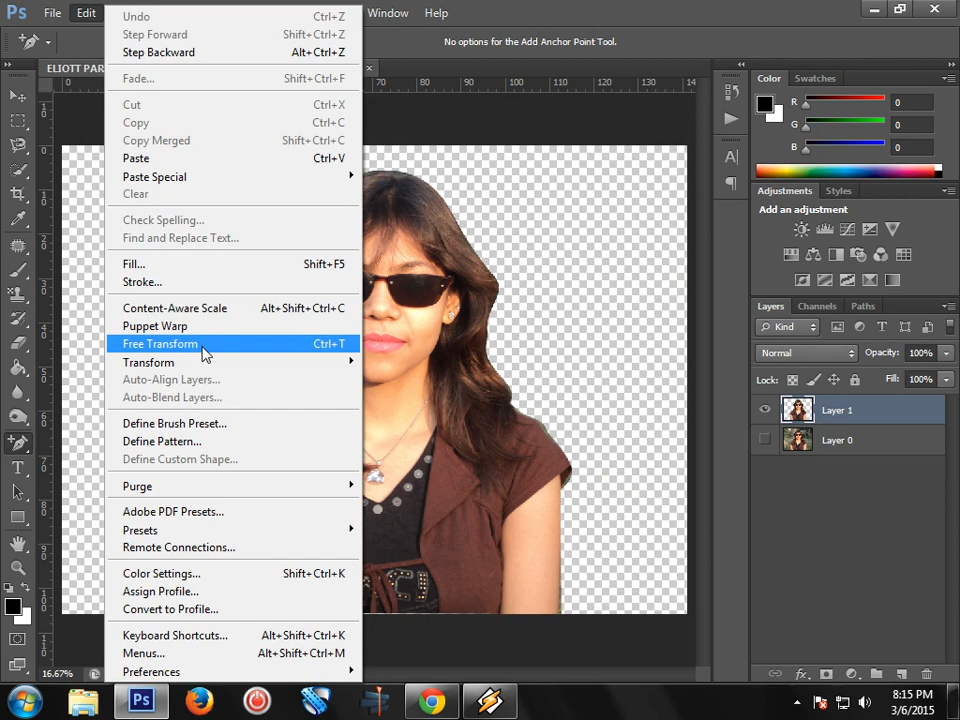 Ps File Edit Window Help
No options for the Add Anchor Point Tool.
ELIOTT PAR
0 70 80 90 100 110 120 130 14
Undo Ctrl+Z
Step Forward Shift+Ctrl+Z
Step Backward Alt+Ctrl+Z
Fade... Shift+Ctrl+F
Cut Ctrl+X
Copy Ctrl+C
Copy Merged Shift+Ctrl+C
Paste Ctrl+V
Paste Special
Clear
Check Spelling...
Find and Replace Text...
Fill... Shift+F5
Stroke...
Content-Aware Scale Alt+Shift+Ctrl+C
Puppet Warp
Free Transform Ctrl+T
Transform
Auto-Align Layers...
Auto-Blend Layers...
Define Brush Preset...
Define Pattern...
Define Custom Shape...
Purge
Adobe PDF Presets...
Presets
Remote Connections...
Color Settings... Shift+Ctrl+K
Assign Profile...
Convert to Profile...
Keyboard Shortcuts... Alt+Shift+Ctrl+K
Menus... Alt+Shift+Ctrl+M
Preferences
16.67%
Color Swatches
R 0
G 0
B 0
Adjustments Styles
Add an adjustment
Layers Channels Paths
Kind
Normal Opacity: 100%
Lock: Fill: 100%
Layer 1
Layer 0
fx
Ps
8:15 PM
3/6/2015